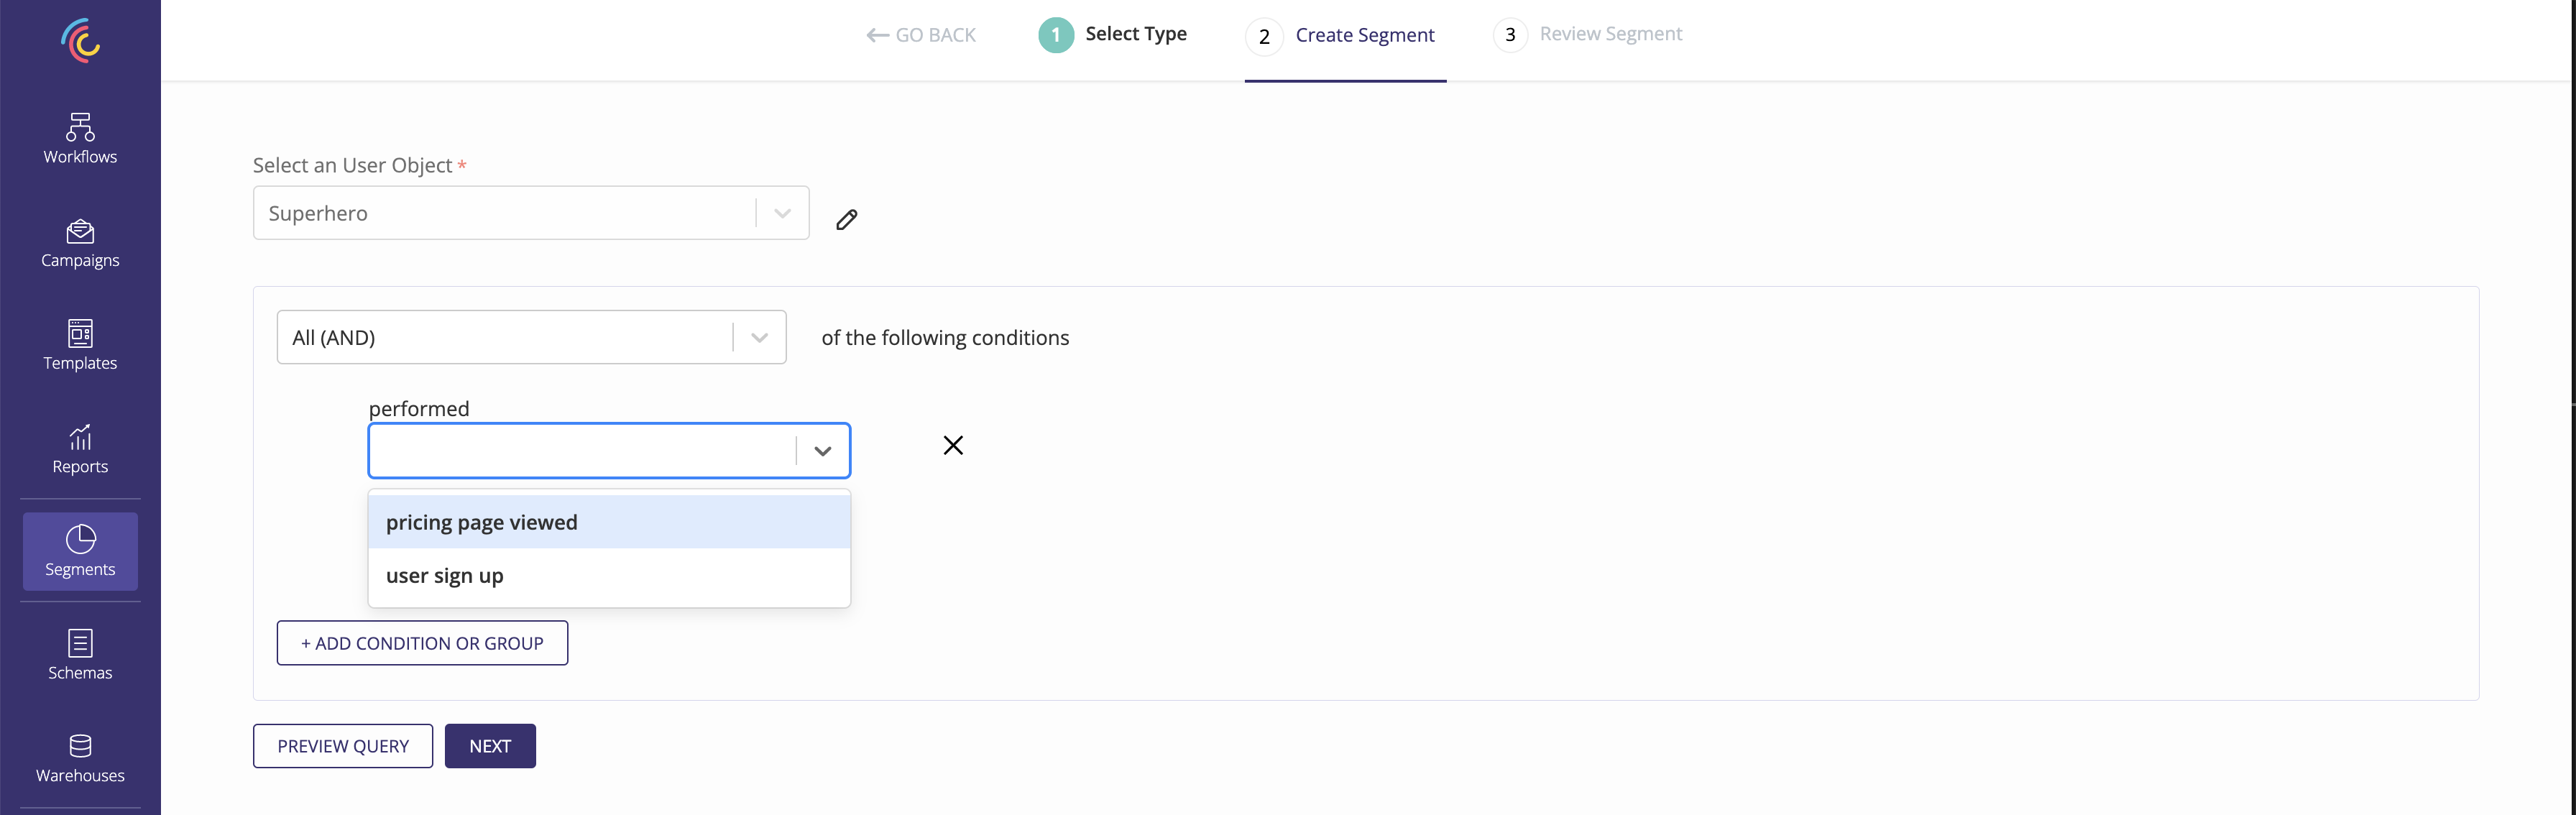 GO BACK
1 Select Type
2 Create Segment
3 Review Segment
Workflows
Campaigns
Templates
Reports
Segments
Schemas
Warehouses
Select an User Object *
Superhero
All (AND) of the following conditions
performed
pricing page viewed
user sign up
+ ADD CONDITION OR GROUP
PREVIEW QUERY NEXT